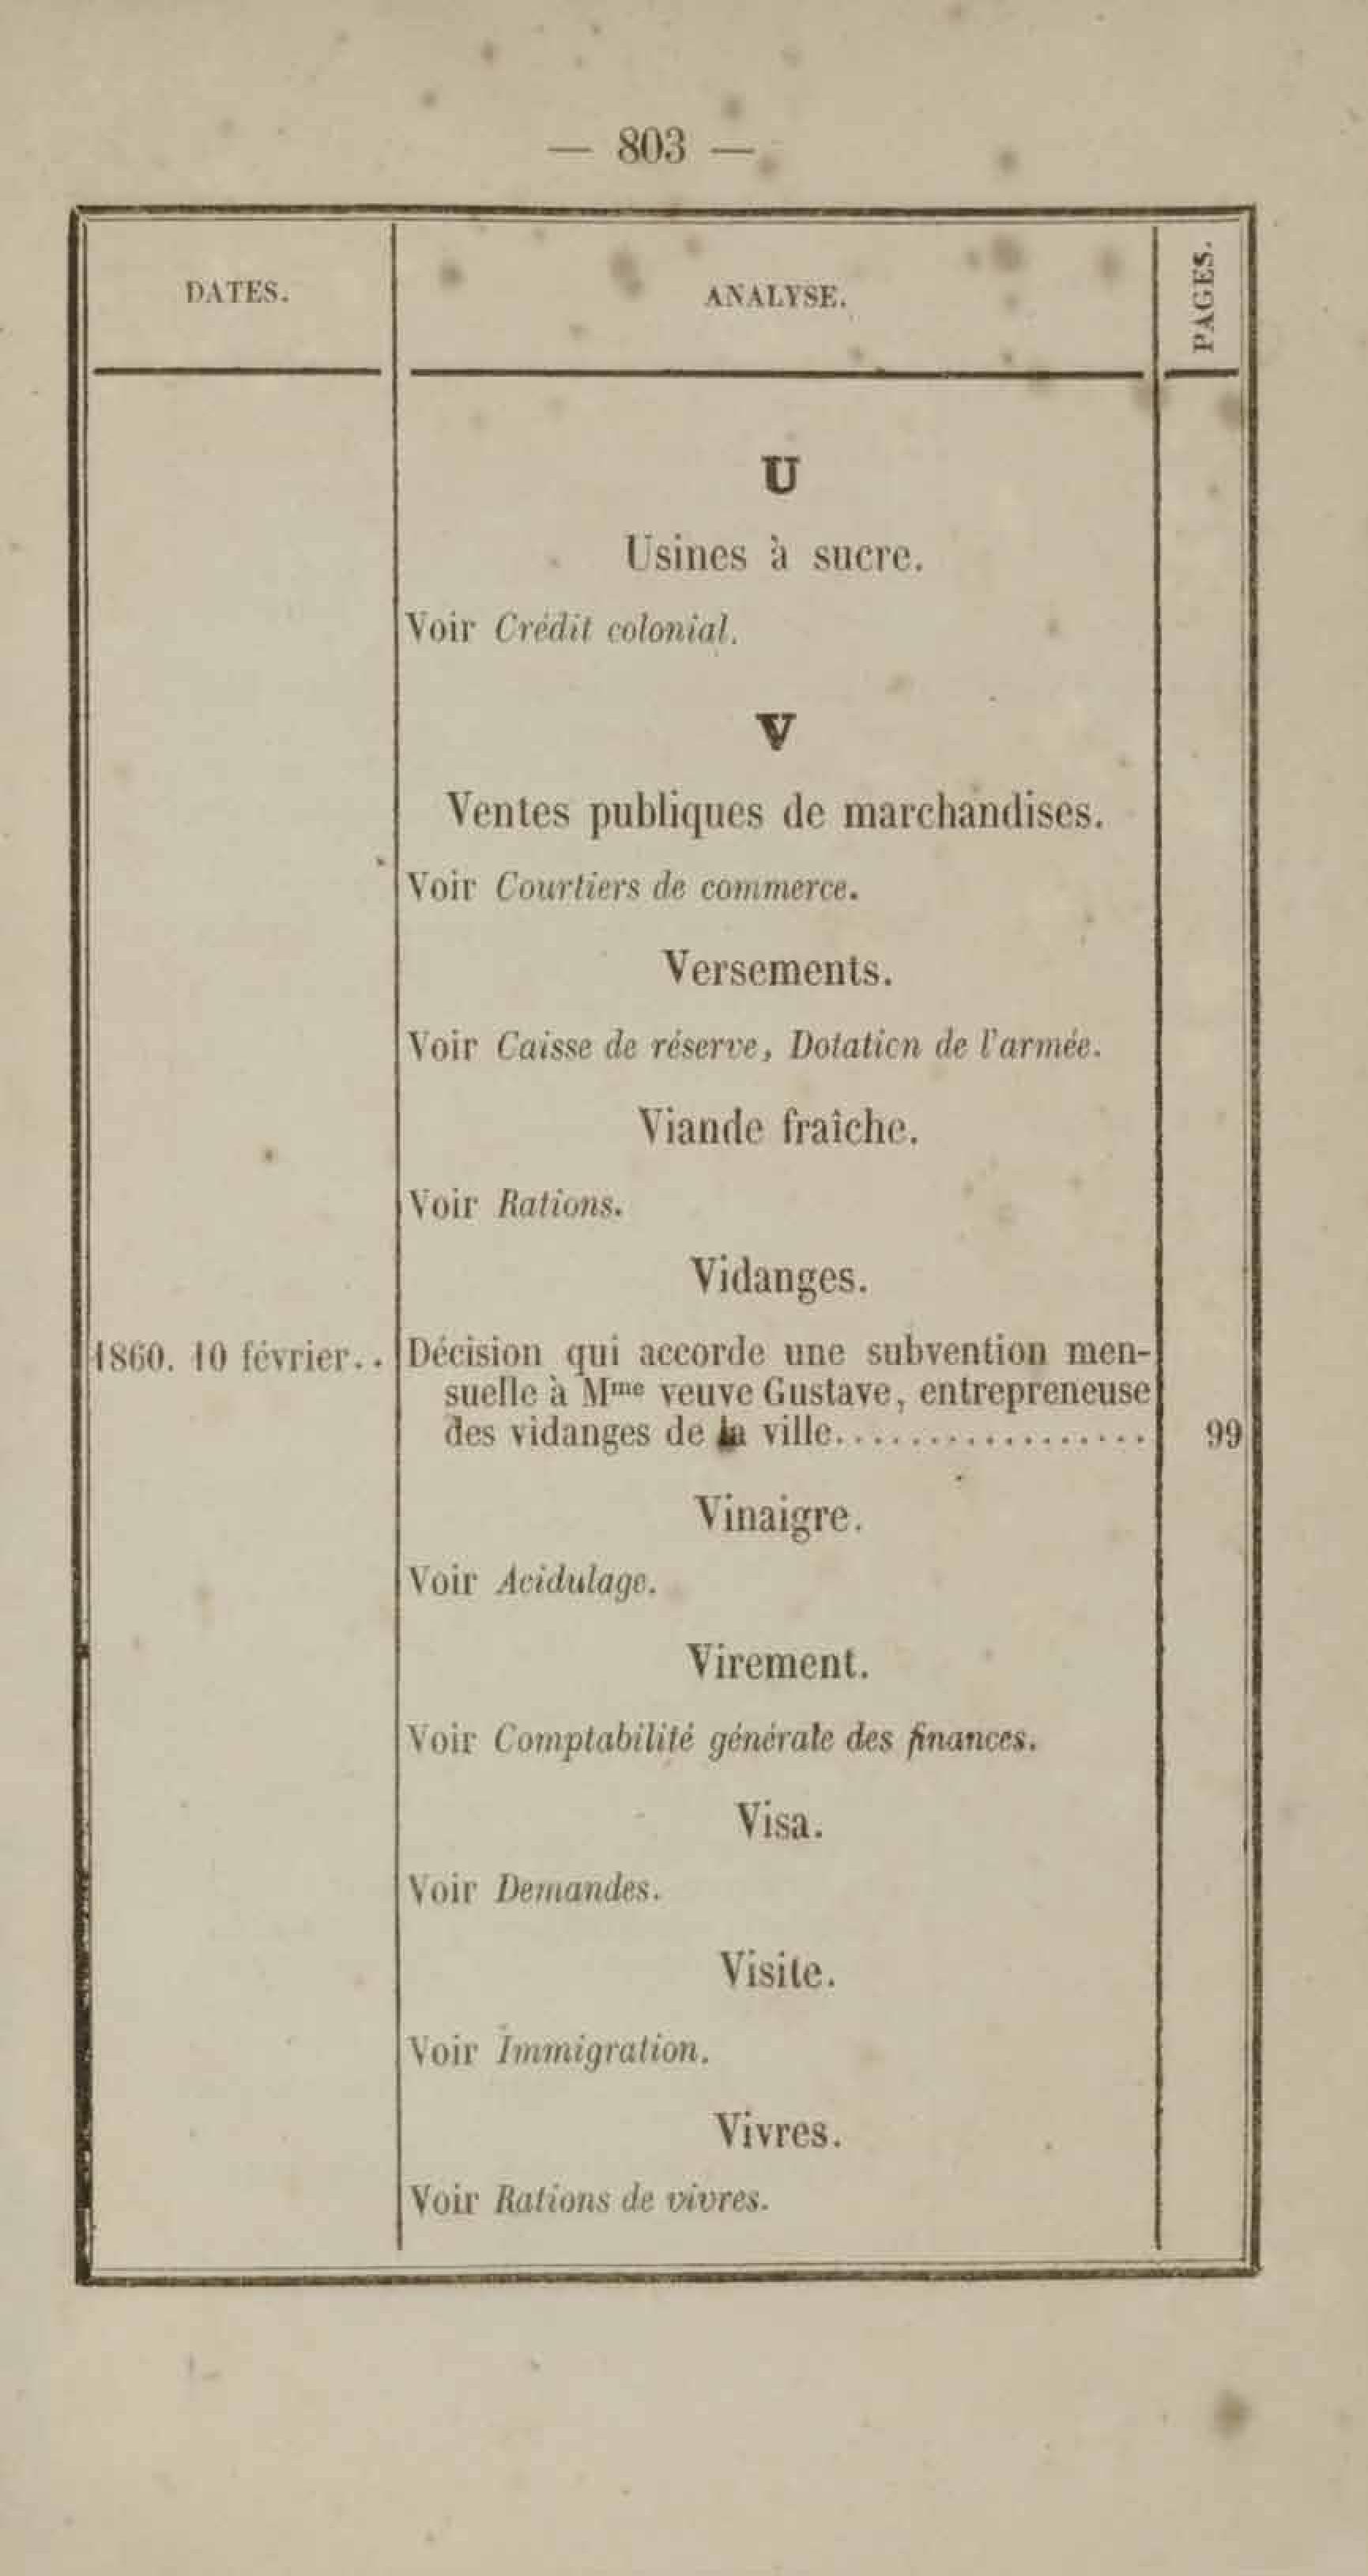 — 803 —
DATES.
ANALYSE.
PAGES.
U
Usines à sucre.
Voir Crédit colonial.
V
Ventes publiques de marchandises.
Voir Courtiers de commerce.
Versements.
Voir Caisse de réserve, Dotation de l'armée.
Viande fraîche.
Voir Rations.
Vidanges.
1860. 10 février.. Décision qui accorde une subvention men-
suelle à Mme veuve Gustave, entrepreneuse
des vidanges de la ville................. 99
Vinaigre.
Voir Acidulage.
Virement.
Voir Comptabilité générale des finances.
Visa.
Voir Demandes.
Visite.
Voir Immigration.
Vivres.
Voir Rations de vivres.